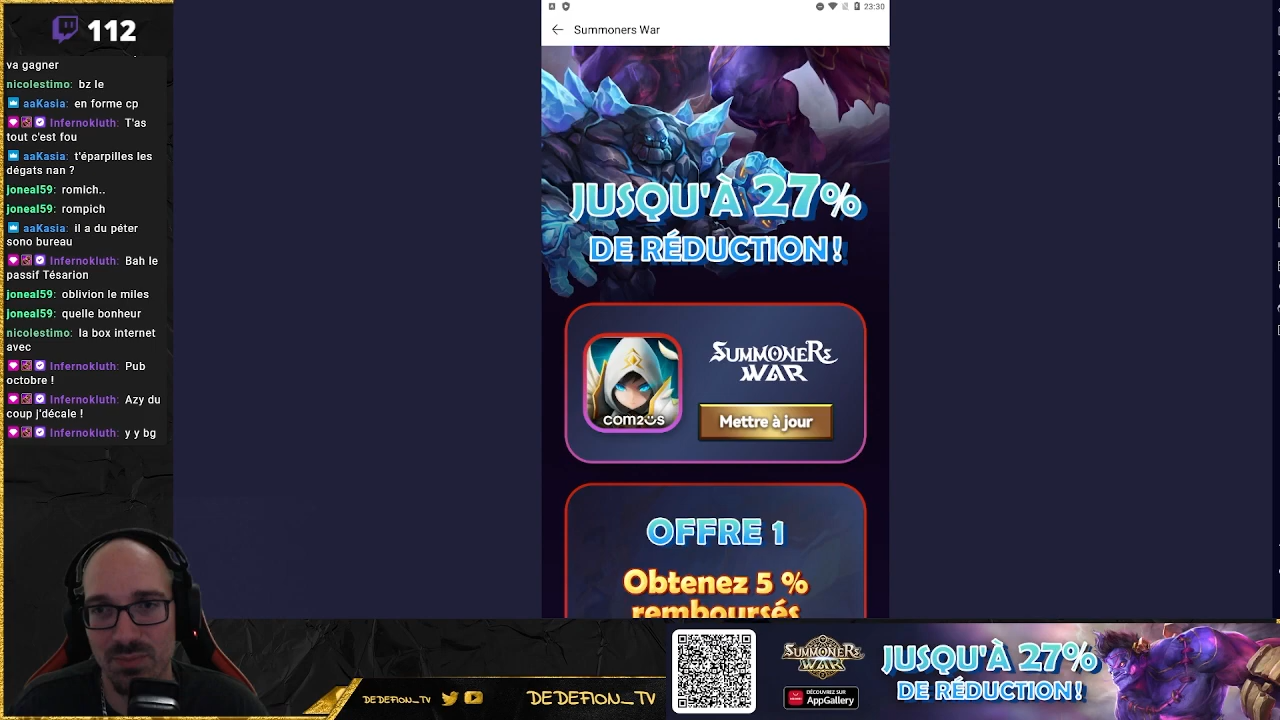 112
va gagner
nicolestimo: bz le
aaKasia: en forme cp
Infernokluth: T'as
tout c'est fou
aaKasia: t'éparpilles les
dégats nan ?
joneal59: romIch..
joneal59: rompich
aaKasia: il a du péter
sono cerveau
Infernokluth: Bah le
passif Tésarion
joneal59: oblivion le miles
joneal59: quelle bonheur
nicolestimo: la box internet
avec
Infernokluth: Pub
octobre !
Infernokluth: Azy du
coup j'décale !
Infernokluth: y y bg
23:30
Summoners War
JUSQU'À 27%
DE RÉDUCTION !
com2us
SUMMONERS
WAR
Mettre à jour
OFFRE 1
Obtenez 5 %
remboursés
DEDEFION_TV
DEDEFION_TV
SUMMONERS
WAR
DÉCOUVREZ SUR
AppGallery
JUSQU'À 27%
DE RÉDUCTION !